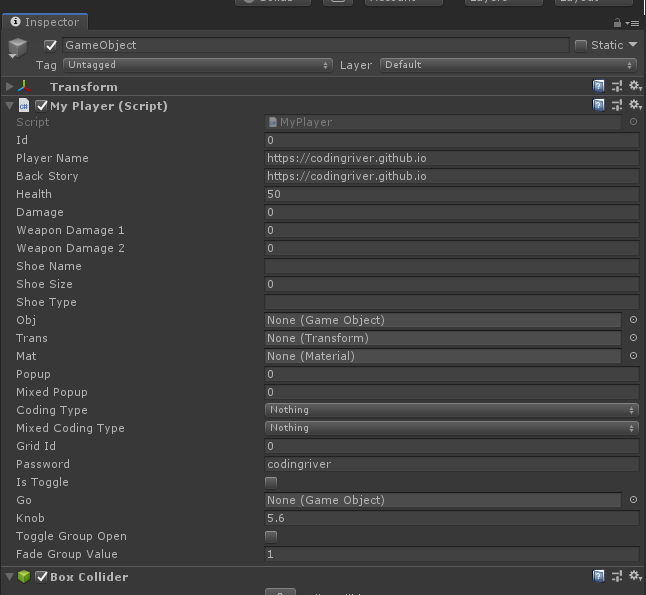 Account
Layers
Layout
Inspector
GameObject Static
Tag Untagged Layer Default
Transform
My Player (Script)
Script MyPlayer
Id 0
Player Name https://codingriver.github.io
Back Story https://codingriver.github.io
Health 50
Damage 0
Weapon Damage 1 0
Weapon Damage 2 0
Shoe Name
Shoe Size 0
Shoe Type
Obj None (Game Object)
Trans None (Transform)
Mat None (Material)
Popup 0
Mixed Popup 0
Coding Type Nothing
Mixed Coding Type Nothing
Grid Id 0
Password codingriver
Is Toggle
Go None (Game Object)
Knob 5.6
Toggle Group Open
Fade Group Value 1
Box Collider